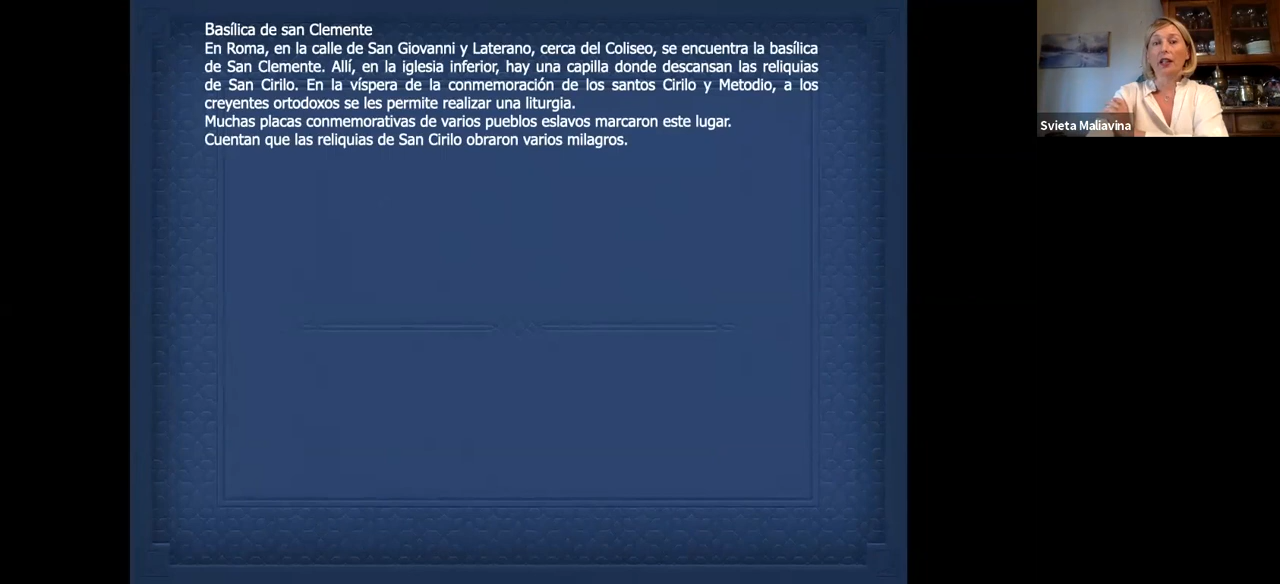 Basílica de san Clemente
En Roma, en la calle de San Giovanni y Laterano, cerca del Coliseo, se encuentra la basílica
de San Clemente. Allí, en la iglesia inferior, hay una capilla donde descansan las reliquias
de San Cirilo. En la víspera de la conmemoración de los santos Cirilo y Metodio, a los
creyentes ortodoxos se les permite realizar una liturgia.
Muchas placas conmemorativas de varios pueblos eslavos marcaron este lugar.
Cuentan que las reliquias de San Cirilo obraron varios milagros.
Svieta Maliavina